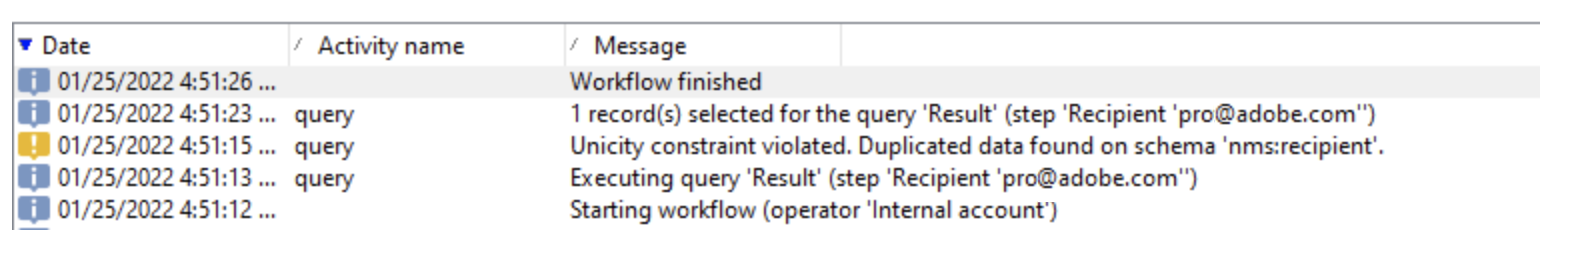 Date / Activity name / Message
01/25/2022 4:51:26 ... Workflow finished
01/25/2022 4:51:23 ... query 1 record(s) selected for the query 'Result' (step 'Recipient 'pro@adobe.com'')
01/25/2022 4:51:15 ... query Unicity constraint violated. Duplicated data found on schema 'nms:recipient'.
01/25/2022 4:51:13 ... query Executing query 'Result' (step 'Recipient 'pro@adobe.com'')
01/25/2022 4:51:12 ... Starting workflow (operator 'Internal account')